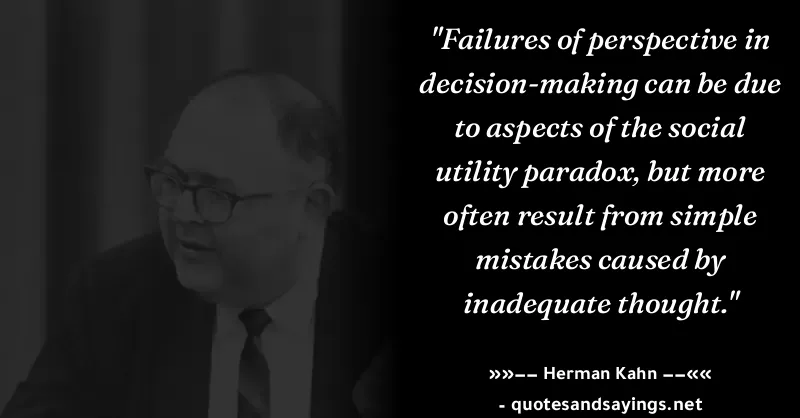 "Failures of perspective in
decision-making can be due
to aspects of the social
utility paradox, but more
often result from simple
mistakes caused by
inadequate thought."
»»−− Herman Kahn −−««
- quotesandsayings.net